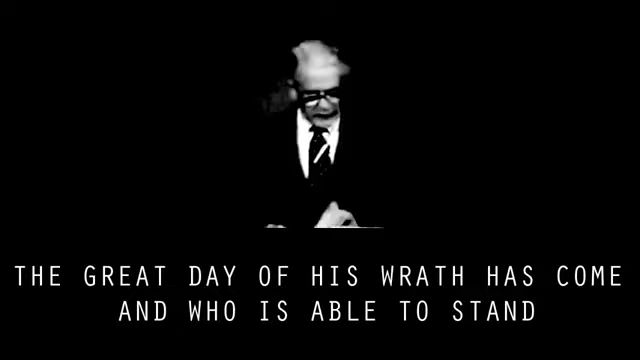 THE GREAT DAY OF HIS WRATH HAS COME
AND WHO IS ABLE TO STAND